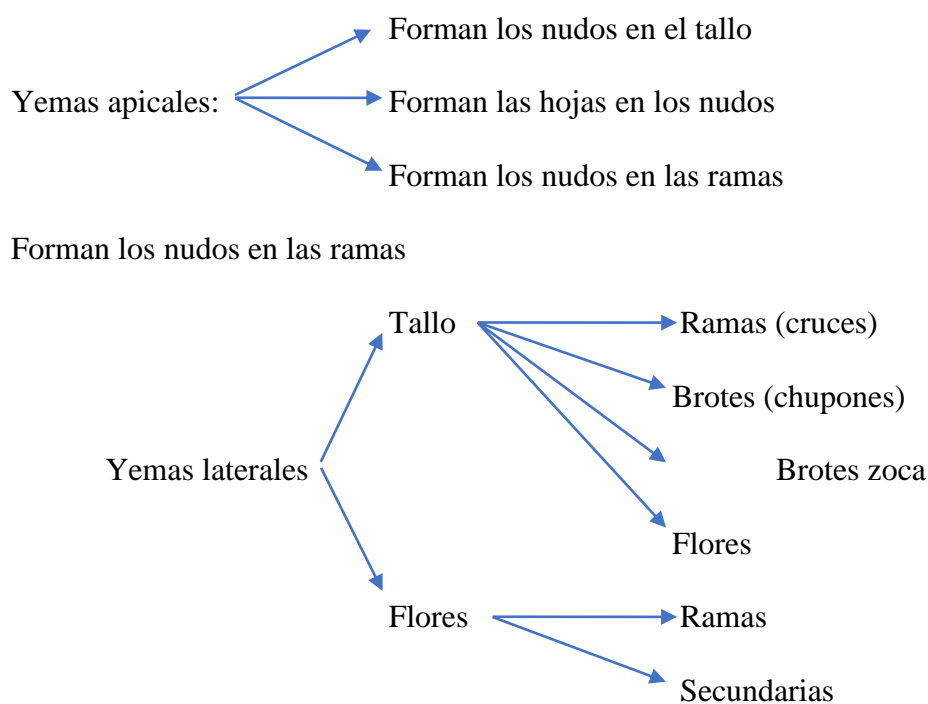 Forman los nudos en el tallo
Yemas apicales:
Forman las hojas en los nudos
Forman los nudos en las ramas
Forman los nudos en las ramas
Tallo
Ramas (cruces)
Brotes (chupones)
Yemas laterales
Brotes zoca
Flores
Flores
Ramas
Secundarias